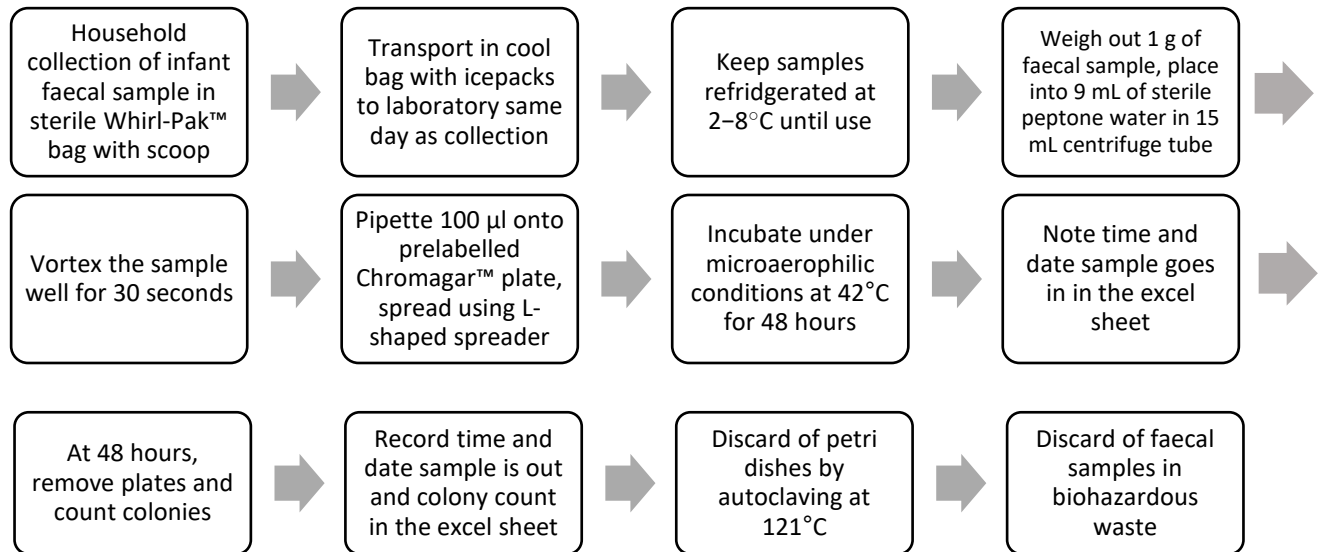 Household
collection of infant
faecal sample in
sterile Whirl-Pak™
bag with scoop
Transport in cool
bag with icepacks
to laboratory same
day as collection
Keep samples
refridgerated at
2−8°C until use
Weigh out 1 g of
faecal sample, place
into 9 mL of sterile
peptone water in 15
mL centrifuge tube
Vortex the sample
well for 30 seconds
Pipette 100 µl onto
prelabelled
Chromagar™ plate,
spread using L-
shaped spreader
Incubate under
microaerophilic
conditions at 42°C
for 48 hours
Note time and
date sample goes
in in the excel
sheet
At 48 hours,
remove plates and
count colonies
Record time and
date sample is out
and colony count
in the excel sheet
Discard of petri
dishes by
autoclaving at
121°C
Discard of faecal
samples in
biohazardous
waste